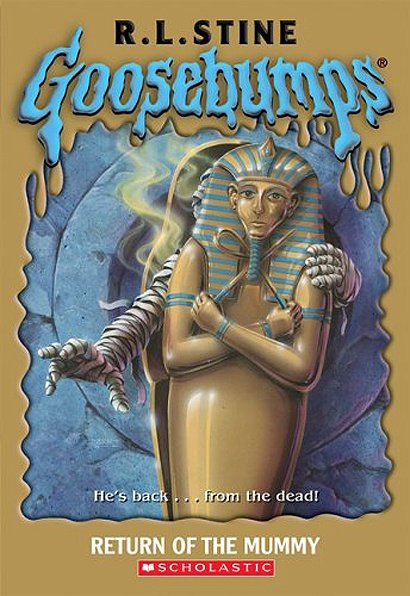 R.L.STINE
Goosebumps®
He's back . . . from the dead!
RETURN OF THE MUMMY
SCHOLASTIC